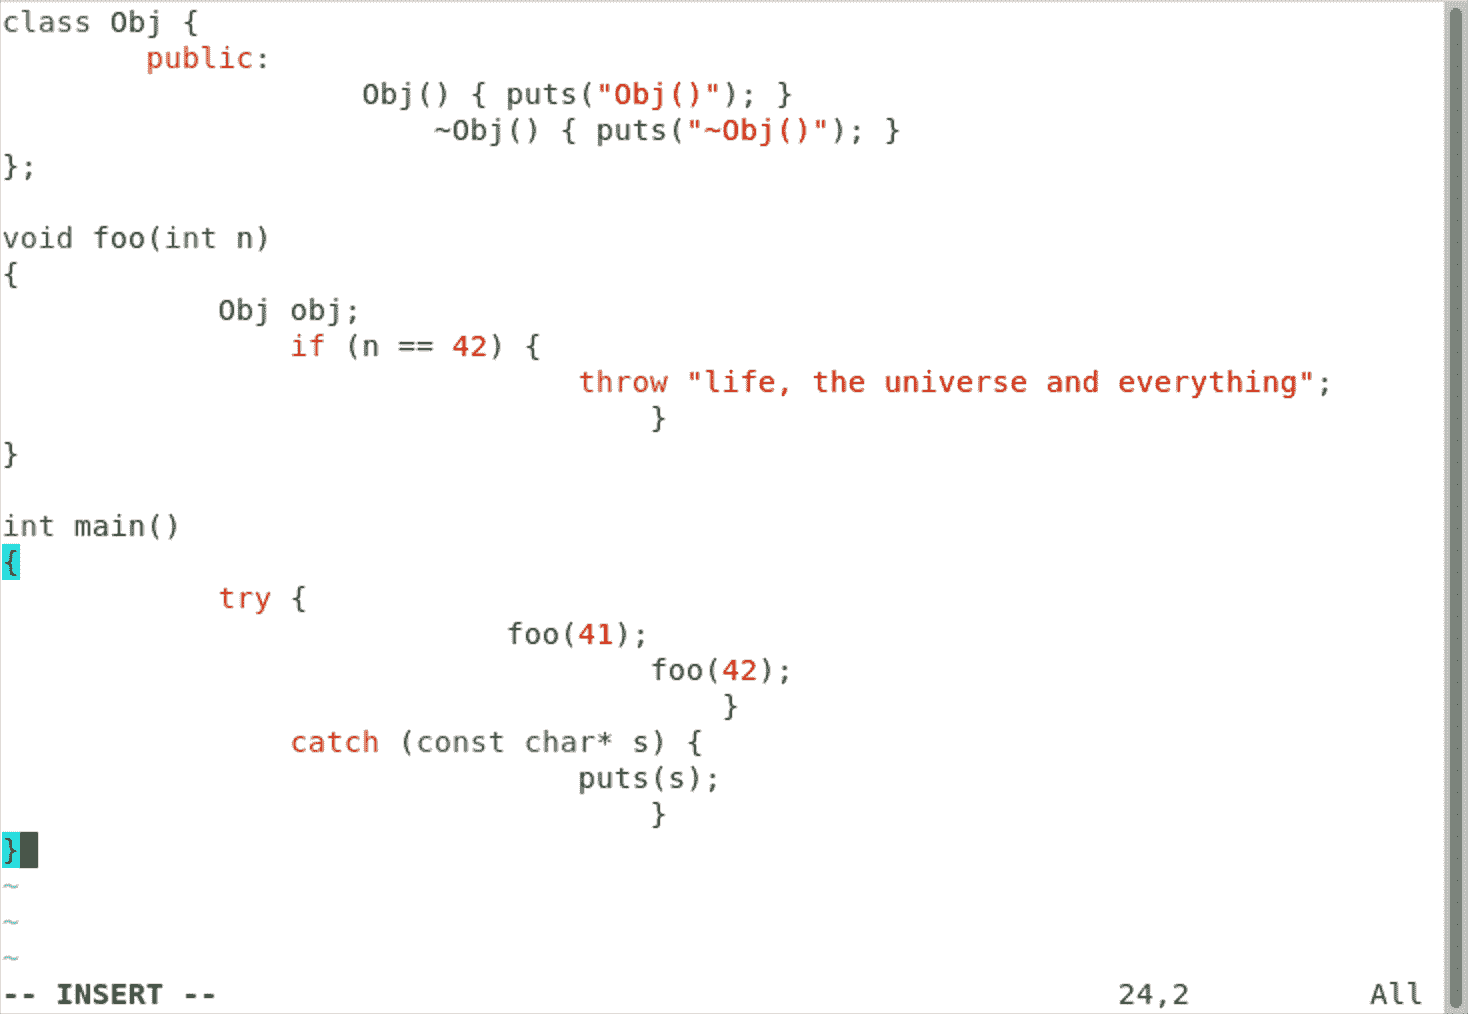 class Obj {
        public:
                    Obj() { puts("Obj()"); }
                        ~Obj() { puts("~Obj()"); }
};

void foo(int n)
{
            Obj obj;
                if (n == 42) {
                                throw "life, the universe and everything";
                                    }
}

int main()
{
            try {
                            foo(41);
                                    foo(42);
                                        }
                catch (const char* s) {
                                puts(s);
                                    }
}
~
~
~
-- INSERT --                                                  24,2          All